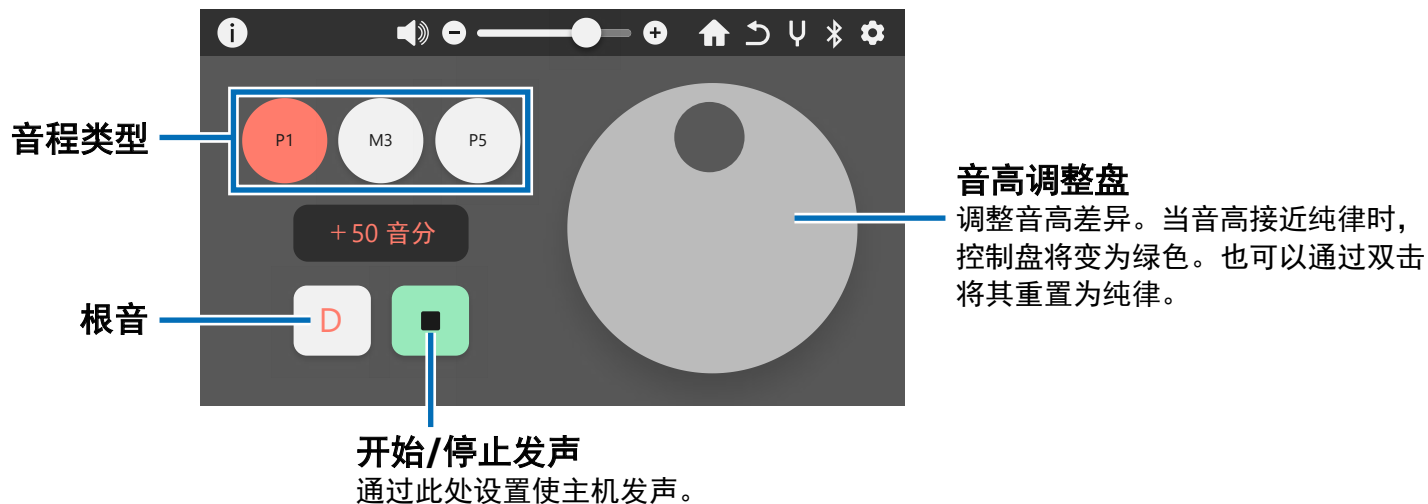 音程类型
P1 M3 P5
+50 音分
根音
D
音高调整盘
调整音高差异。当音高接近纯律时，
控制盘将变为绿色。也可以通过双击
将其重置为纯律。
开始/停止发声
通过此处设置使主机发声。